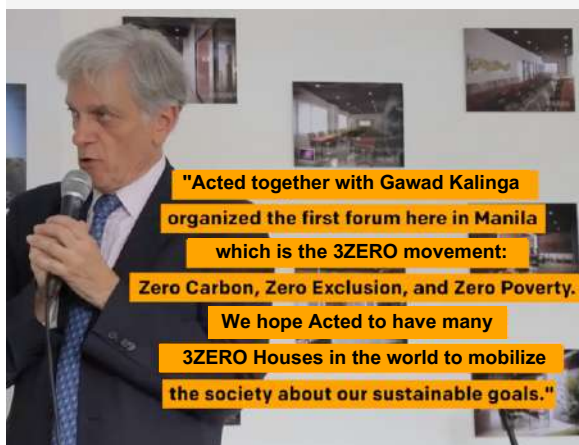 "Acted together with Gawad Kalinga
organized the first forum here in Manila
which is the 3ZERO movement:
Zero Carbon, Zero Exclusion, and Zero Poverty.
We hope Acted to have many
3ZERO Houses in the world to mobilize
the society about our sustainable goals."